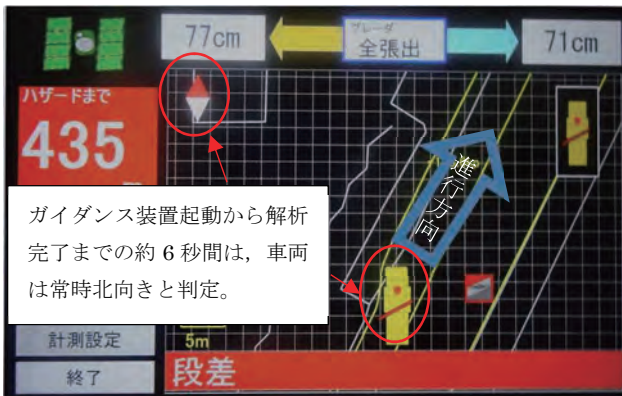 77cm
ブレーダ
全張出
71cm
ハザードまで
435
進行方向
ガイダンス装置起動から解析
完了までの約 6 秒間は，車両
は常時北向きと判定。
計測設定
5m
終了
段差